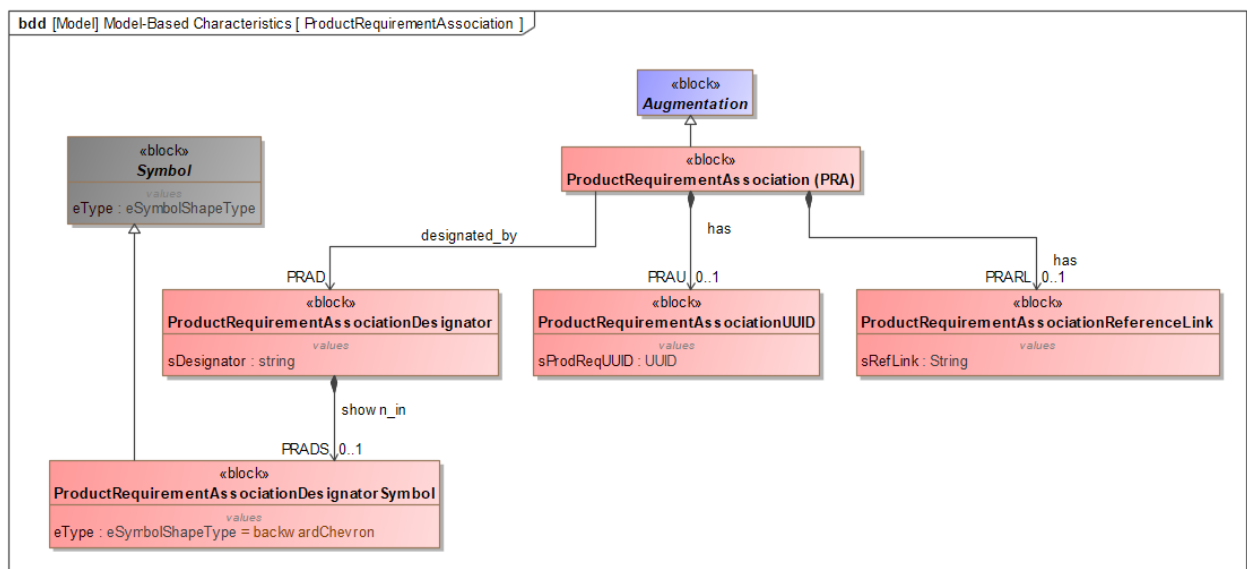 bdd [Model] Model-Based Characteristics [ ProductRequirementAssociation ]
«block»
Augmentation
«block»
Symbol
values
eType : eSymbolShapeType
«block»
ProductRequirementAssociation (PRA)
designated_by
has
has
PRAD
PRAU 0..1
PRARL 0..1
«block»
ProductRequirementAssociationDesignator
values
sDesignator : string
«block»
ProductRequirementAssociationUUID
values
sProdReqUUID : UUID
«block»
ProductRequirementAssociationReferenceLink
values
sRefLink : String
shown_in
PRADS 0..1
«block»
ProductRequirementAssociationDesignatorSymbol
values
eType : eSymbolShapeType = backwardChevron